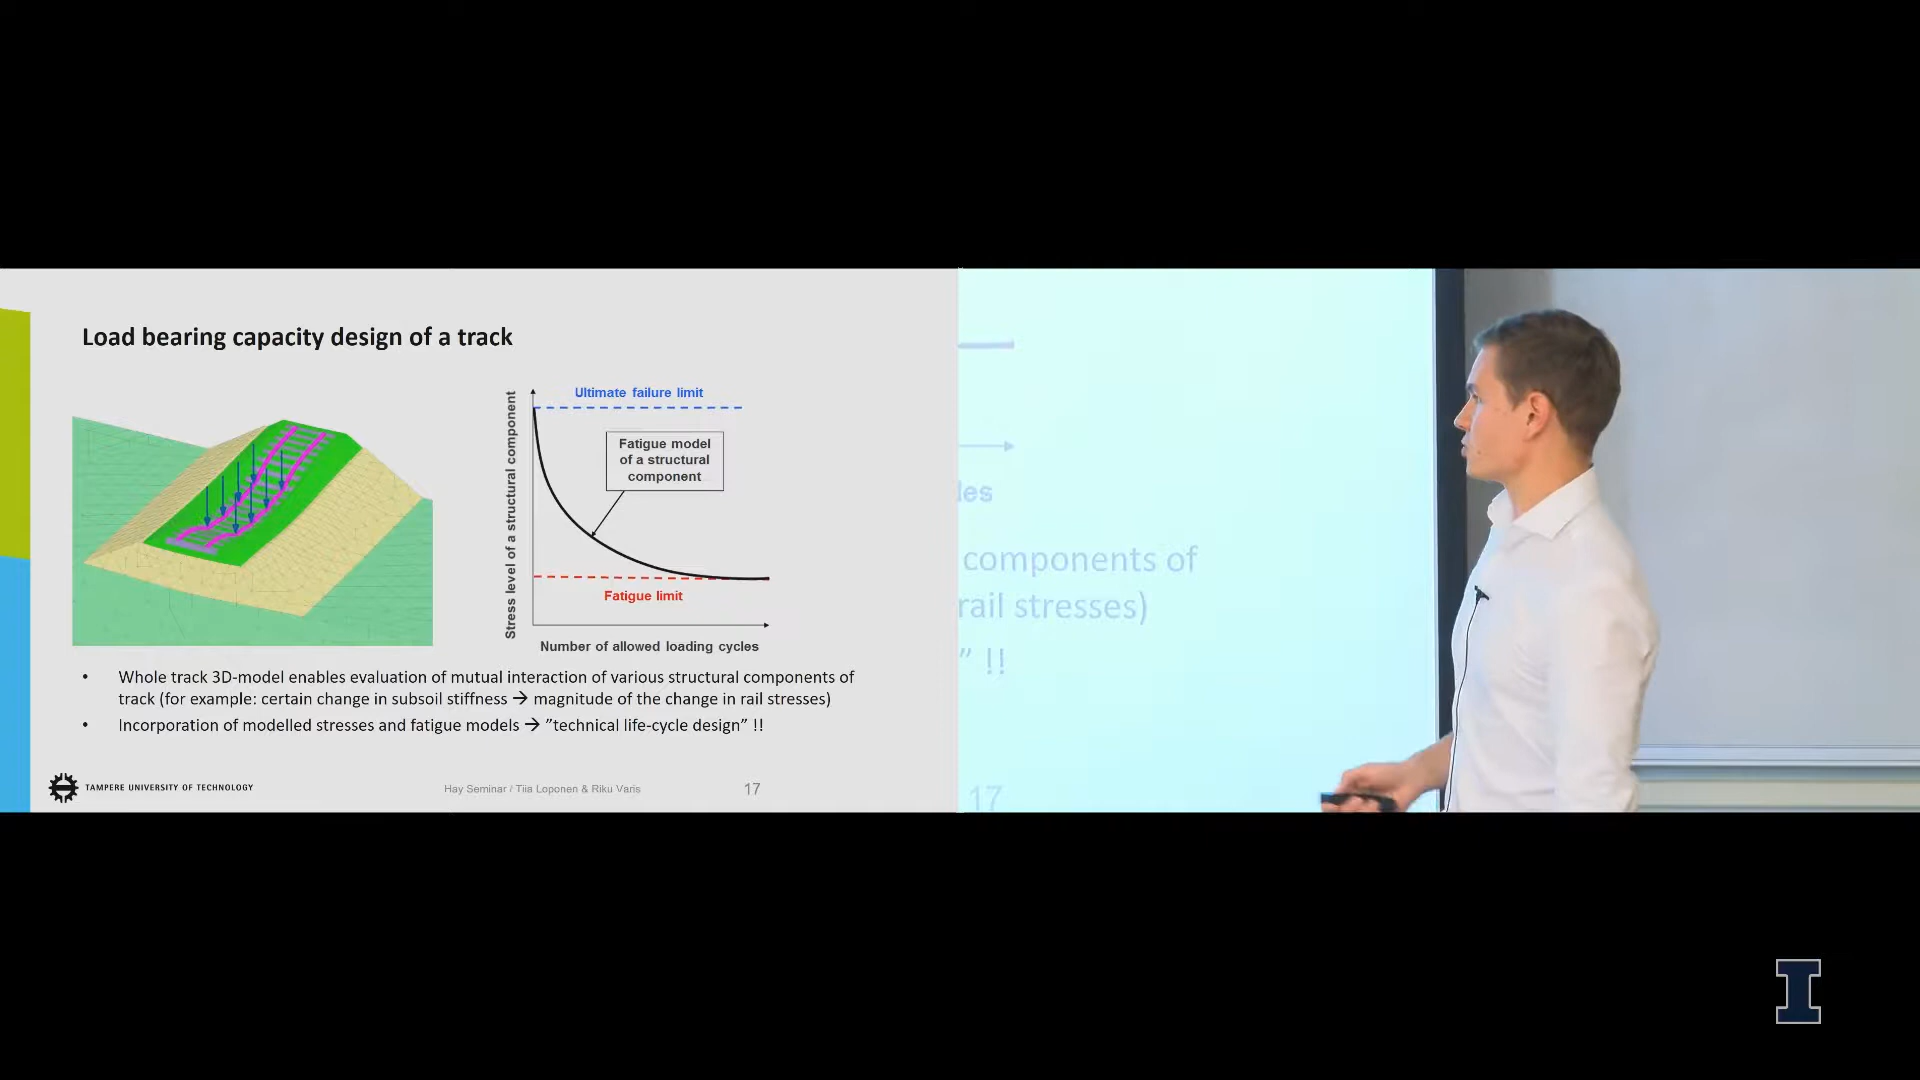 Load bearing capacity design of a track
Stress level of a structural component
Ultimate failure limit
Fatigue model
of a structural
component
Fatigue limit
Number of allowed loading cycles
• Whole track 3D-model enables evaluation of mutual interaction of various structural components of
track (for example: certain change in subsoil stiffness → magnitude of the change in rail stresses)
• Incorporation of modelled stresses and fatigue models → ”technical life-cycle design” !!
TAMPERE UNIVERSITY OF TECHNOLOGY
Hay Seminar / Tiia Loponen & Riku Varis
17
les
components of
rail stresses)
” !!
17
I